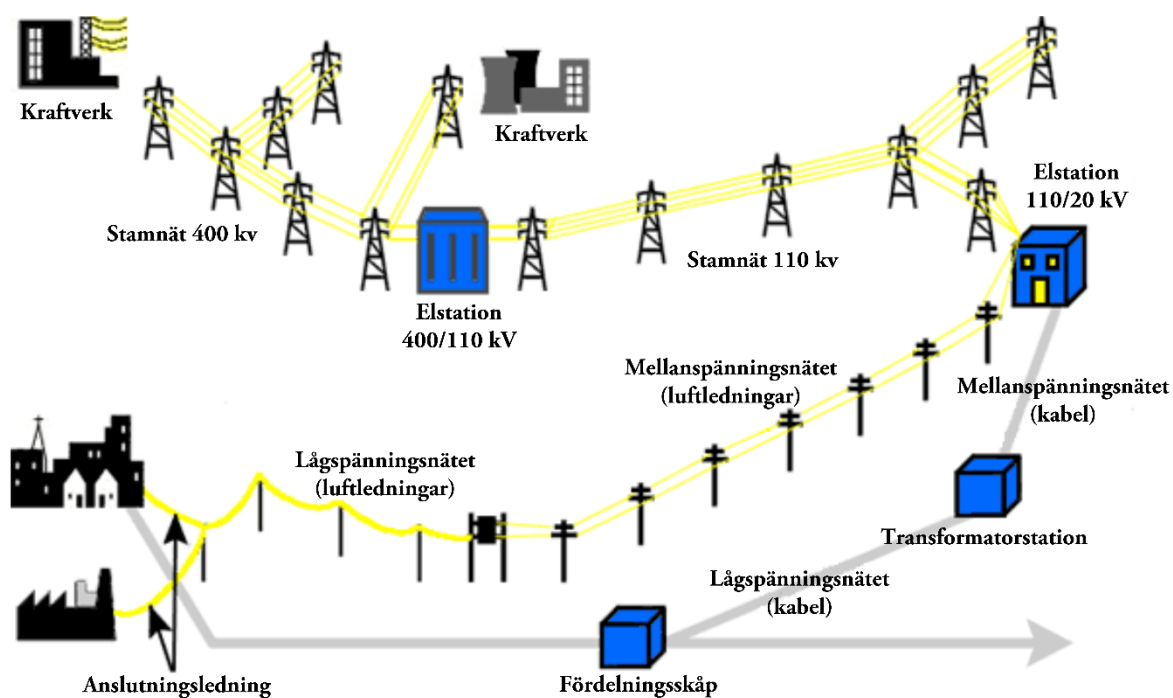 Kraftverk
Kraftverk
Elstation
110/20 kV
Stamnät 400 kv
Stamnät 110 kv
Elstation
400/110 kV
Mellanspänningsnätet
(luftledningar)
Mellanspänningsnätet
(kabel)
Lågspänningsnätet
(luftledningar)
Transformatorstation
Lågspänningsnätet
(kabel)
Anslutningsledning
Fördelningsskåp